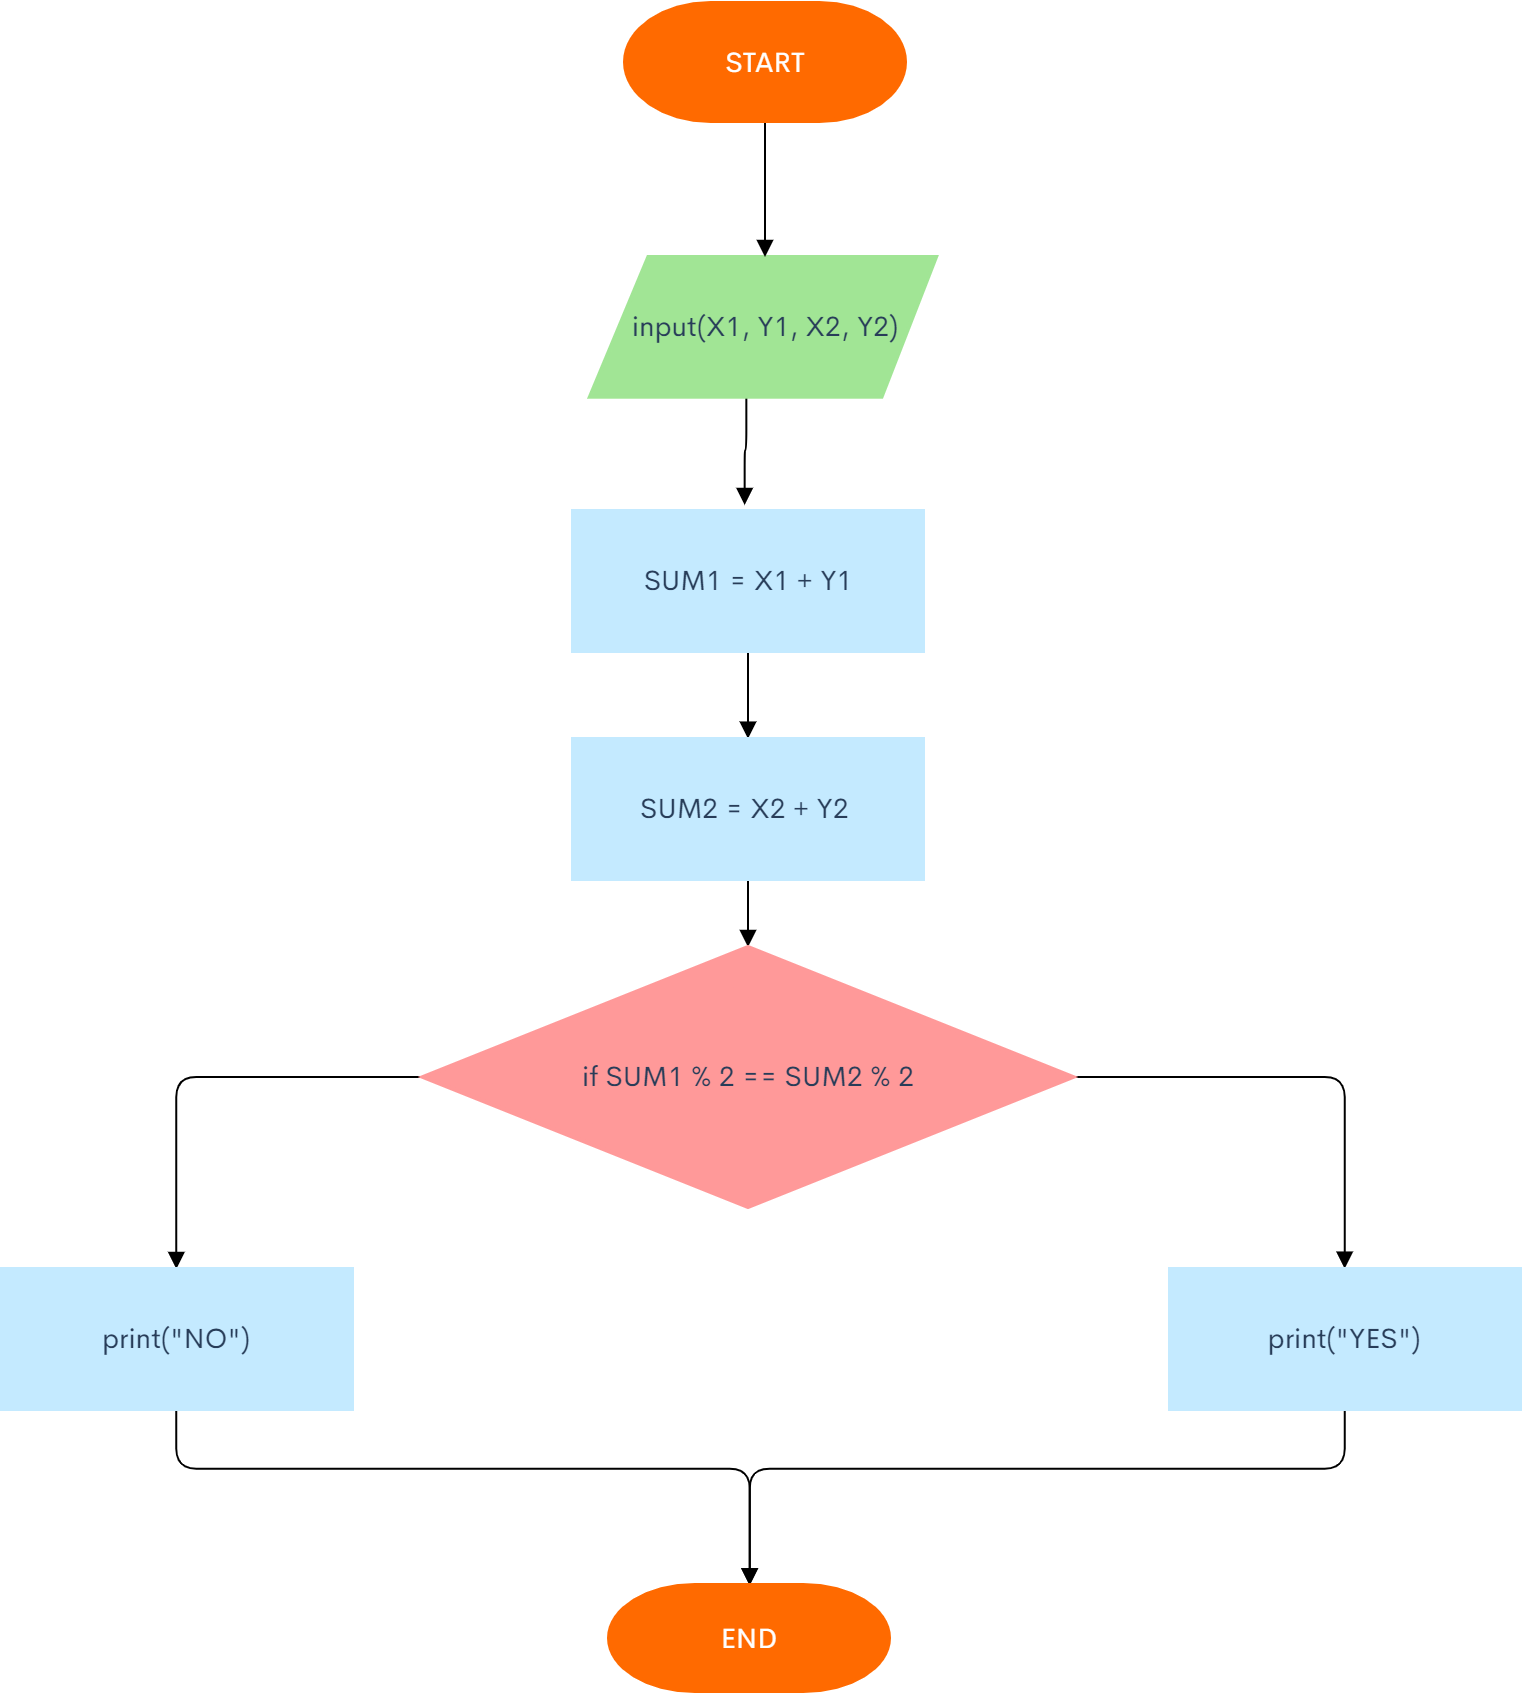 START
input(X1, Y1, X2, Y2)
SUM1 = X1 + Y1
SUM2 = X2 + Y2
if SUM1 % 2 == SUM2 % 2
print("NO")
print("YES")
END